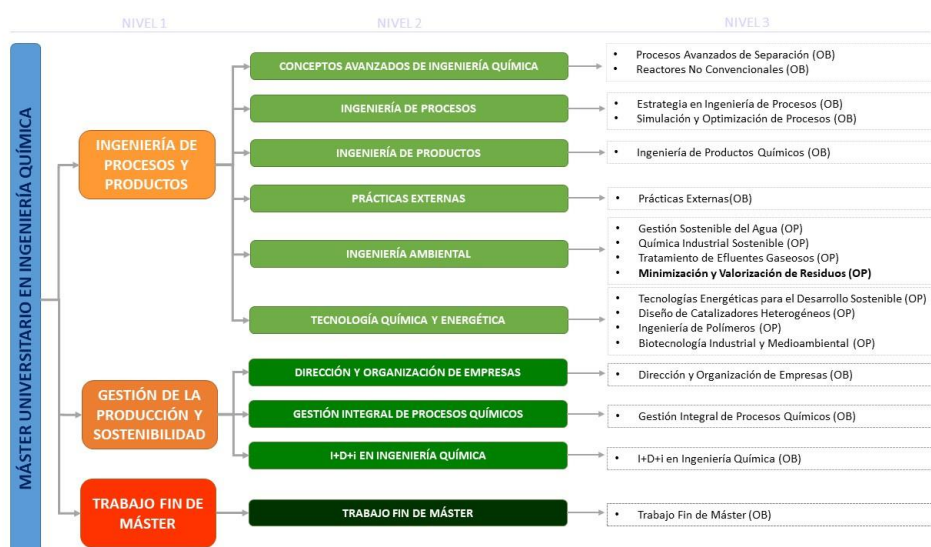 NIVEL 1
NIVEL 2
NIVEL 3
MÁSTER UNIVERSITARIO EN INGENIERÍA QUÍMICA
INGENIERÍA DE
PROCESOS Y
PRODUCTOS
CONCEPTOS AVANZADOS DE INGENIERÍA QUÍMICA
• Procesos Avanzados de Separación (OB)
• Reactores No Convencionales (OB)
INGENIERÍA DE PROCESOS
• Estrategia en Ingeniería de Procesos (OB)
• Simulación y Optimización de Procesos (OB)
INGENIERÍA DE PRODUCTOS
• Ingeniería de Productos Químicos (OB)
PRÁCTICAS EXTERNAS
• Prácticas Externas(OB)
INGENIERÍA AMBIENTAL
• Gestión Sostenible del Agua (OP)
• Química Industrial Sostenible (OP)
• Tratamiento de Efluentes Gaseosos (OP)
• Minimización y Valorización de Residuos (OP)
TECNOLOGÍA QUÍMICA Y ENERGÉTICA
• Tecnologías Energéticas para el Desarrollo Sostenible (OP)
• Diseño de Catalizadores Heterogéneos (OP)
• Ingeniería de Polímeros (OP)
• Biotecnología Industrial y Medioambiental (OP)
GESTIÓN DE LA
PRODUCCIÓN Y
SOSTENIBILIDAD
DIRECCIÓN Y ORGANIZACIÓN DE EMPRESAS
• Dirección y Organización de Empresas (OB)
GESTIÓN INTEGRAL DE PROCESOS QUÍMICOS
• Gestión Integral de Procesos Químicos (OB)
I+D+i EN INGENIERÍA QUÍMICA
• I+D+i en Ingeniería Química (OB)
TRABAJO FIN DE
MÁSTER
TRABAJO FIN DE MÁSTER
• Trabajo Fin de Máster (OB)